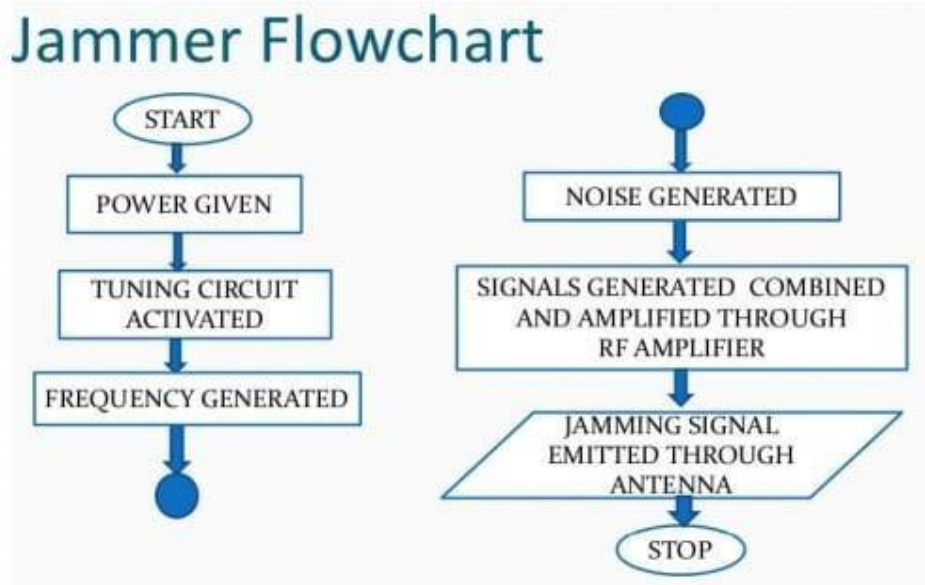 Jammer Flowchart
START
POWER GIVEN
TUNING CIRCUIT
ACTIVATED
FREQUENCY GENERATED
NOISE GENERATED
SIGNALS GENERATED COMBINED
AND AMPLIFIED THROUGH
RF AMPLIFIER
JAMMING SIGNAL
EMITTED THROUGH
ANTENNA
STOP